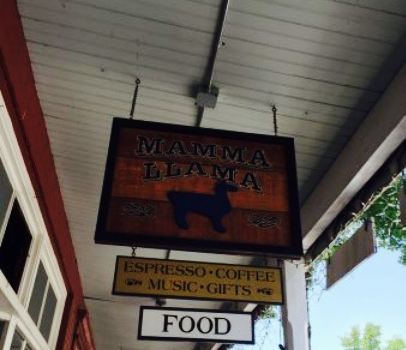 MAMMA
LLAMA
ESPRESSO · COFFEE
MUSIC · GIFTS
FOOD